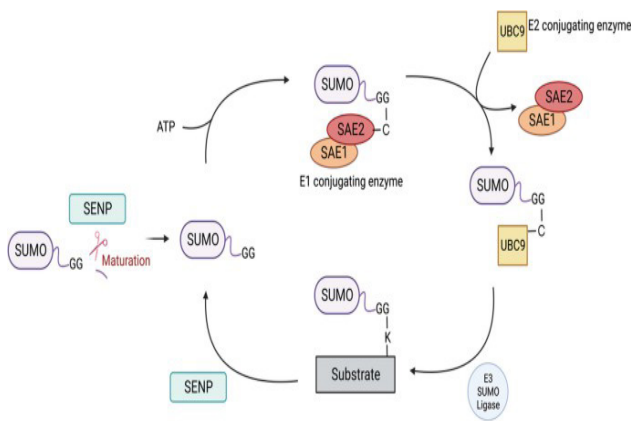 UBC9
E2 conjugating enzyme
SUMO
GG
C
SAE2
SAE1
E1 conjugating enzyme
ATP
SAE2
SAE1
SENP
SUMO
GG
Maturation
SUMO
GG
SUMO
GG
C
UBC9
SUMO
GG
K
Substrate
SENP
E3
SUMO
Ligase